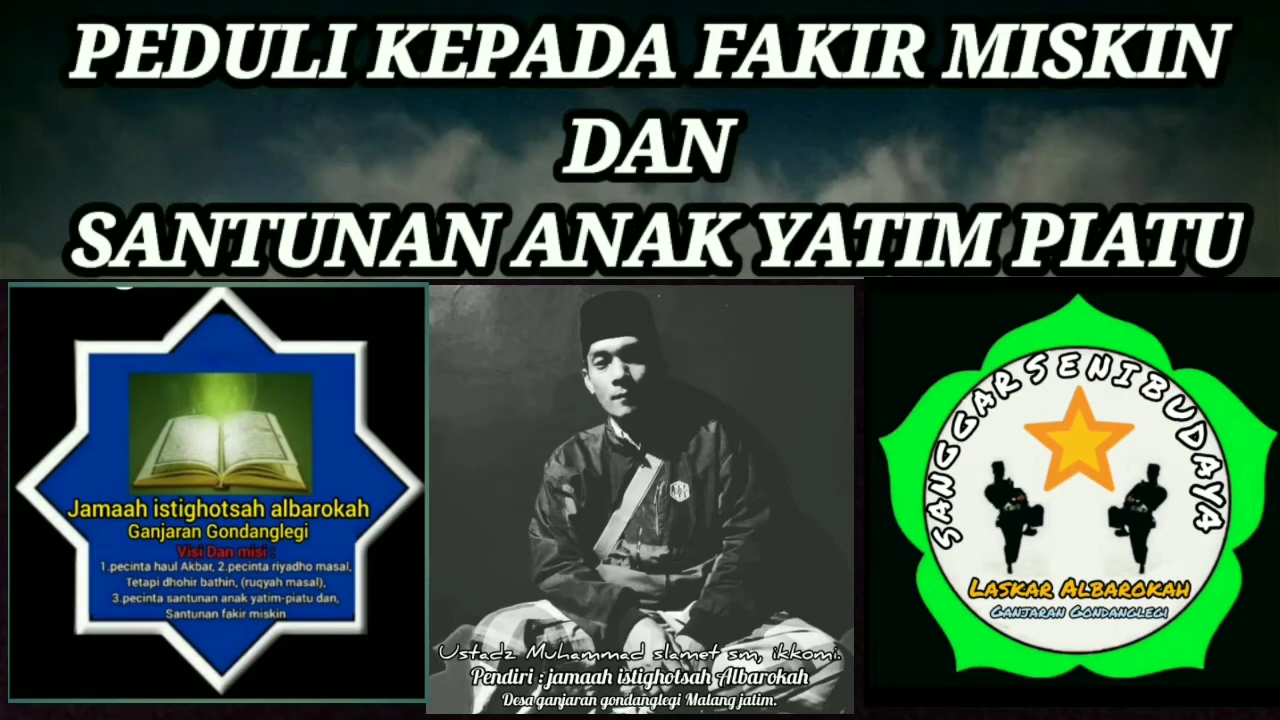 PEDULI KEPADA FAKIR MISKIN
DAN
SANTUNAN ANAK YATIM PIATU
Jamaah istighotsah albarokah
Ganjaran Gondanglegi
Visi Dan misi :
1.pecinta haul Akbar, 2.pecinta riyadho masal,
Tetapi dhohir bathin, (ruqyah masal),
3.pecinta santunan anak yatim-piatu dan,
Santunan fakir miskin
Ustadz Muhammad slamet sm, ikkomi.
Pendiri : jamaah istighotsah Albarokah
Desa ganjaran gondanglegi Malang jatim.
SANGGAR SENI BUDAYA
LASKAR ALBAROKAH
GANJARAN GONDANGLEGI